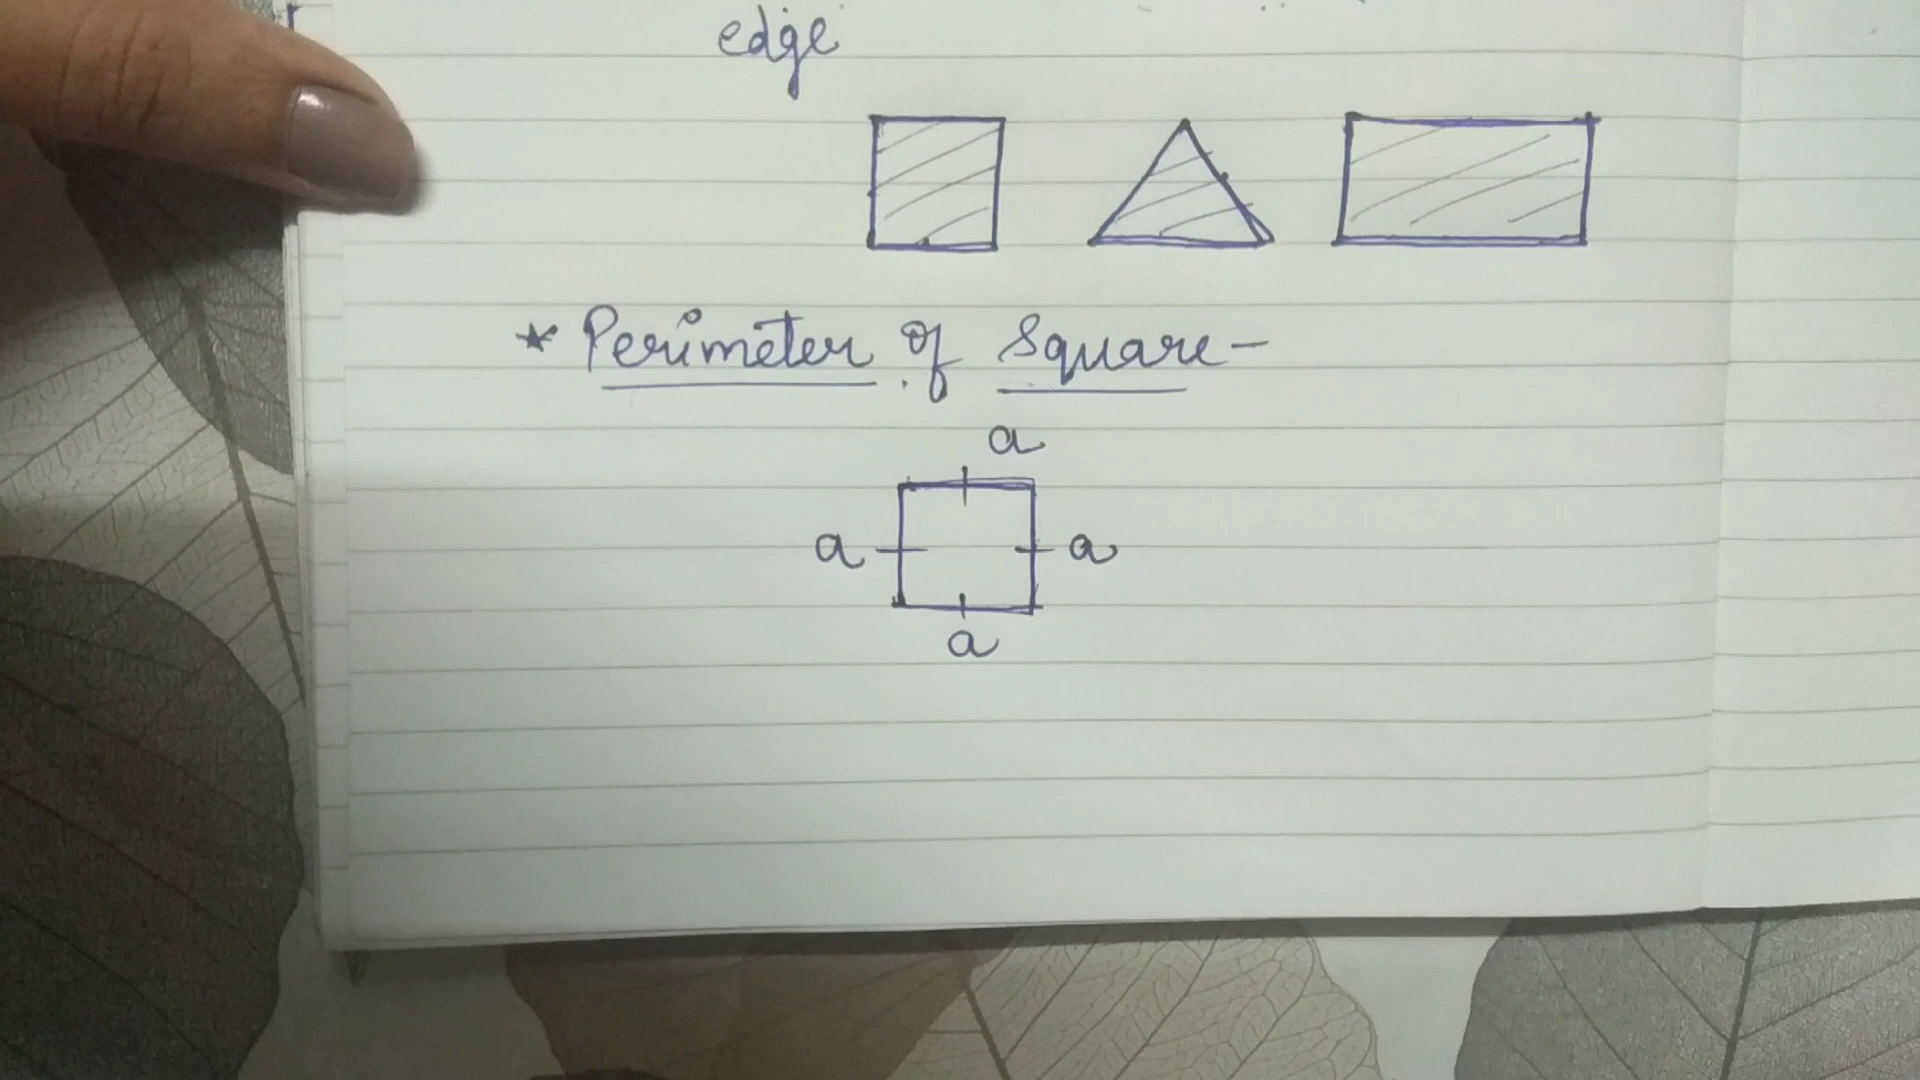 edge
* Perimeter of Square -
a
a a
a